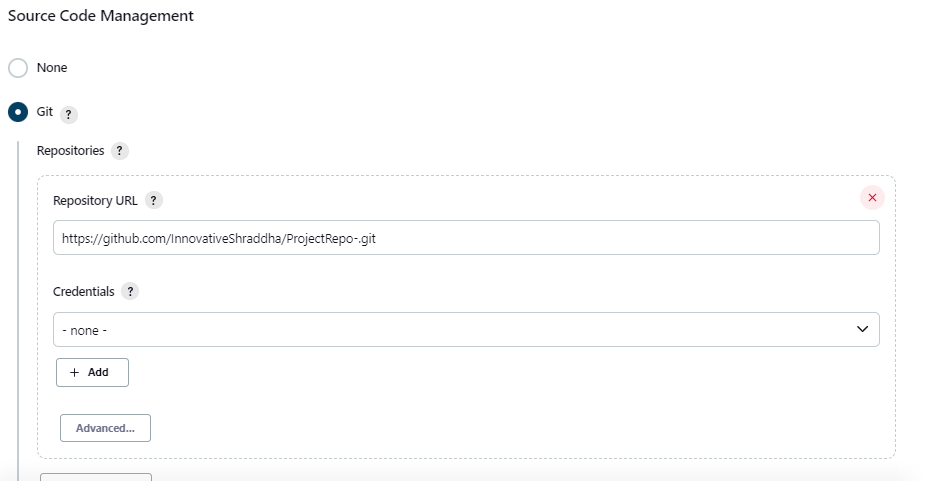 Source Code Management
None
Git ?
Repositories ?
Repository URL ?
https://github.com/InnovativeShraddha/ProjectRepo-.git
Credentials ?
- none -
+ Add
Advanced...